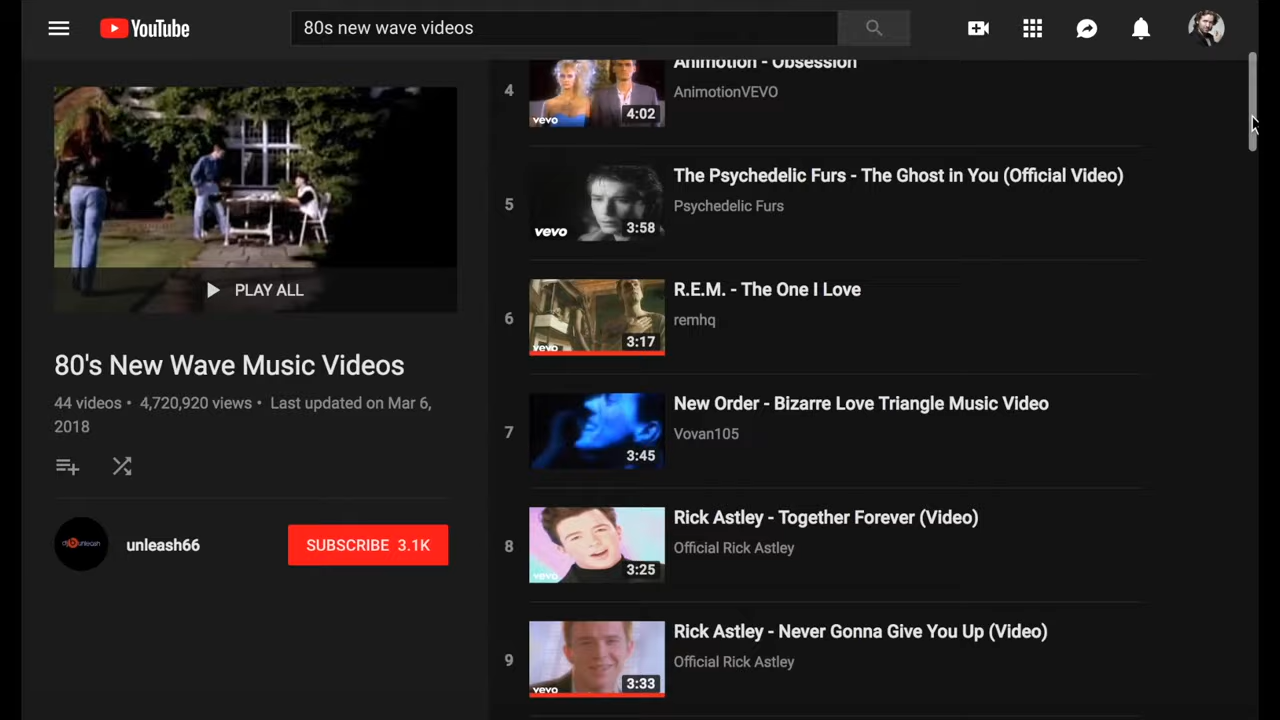 YouTube
80s new wave videos
PLAY ALL
80's New Wave Music Videos
44 videos • 4,720,920 views • Last updated on Mar 6,
2018
unleash66
SUBSCRIBE 3.1K
4
vevo
4:02
Animotion - Obsession
AnimotionVEVO
5
vevo
3:58
The Psychedelic Furs - The Ghost in You (Official Video)
Psychedelic Furs
6
vevo
3:17
R.E.M. - The One I Love
remhq
7
3:45
New Order - Bizarre Love Triangle Music Video
Vovan105
8
vevo
3:25
Rick Astley - Together Forever (Video)
Official Rick Astley
9
vevo
3:33
Rick Astley - Never Gonna Give You Up (Video)
Official Rick Astley